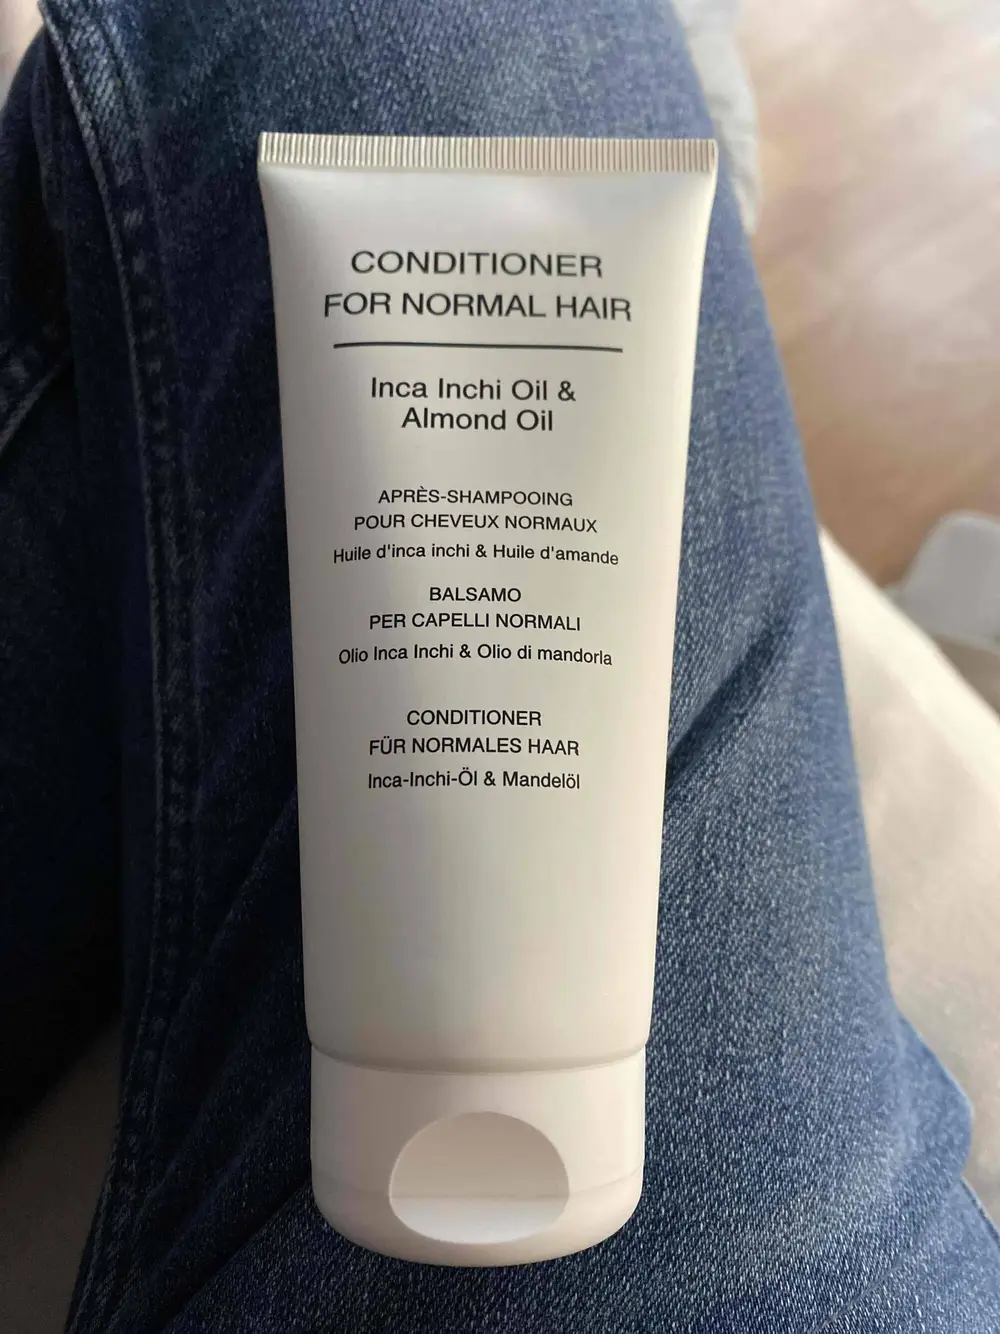 CONDITIONER
FOR NORMAL HAIR
Inca Inchi Oil &
Almond Oil
APRÈS-SHAMPOOING
POUR CHEVEUX NORMAUX
Huile d'inca inchi & Huile d'amande
BALSAMO
PER CAPELLI NORMALI
Olio Inca Inchi & Olio di mandorla
CONDITIONER
FÜR NORMALES HAAR
Inca-Inchi-Öl & Mandelöl